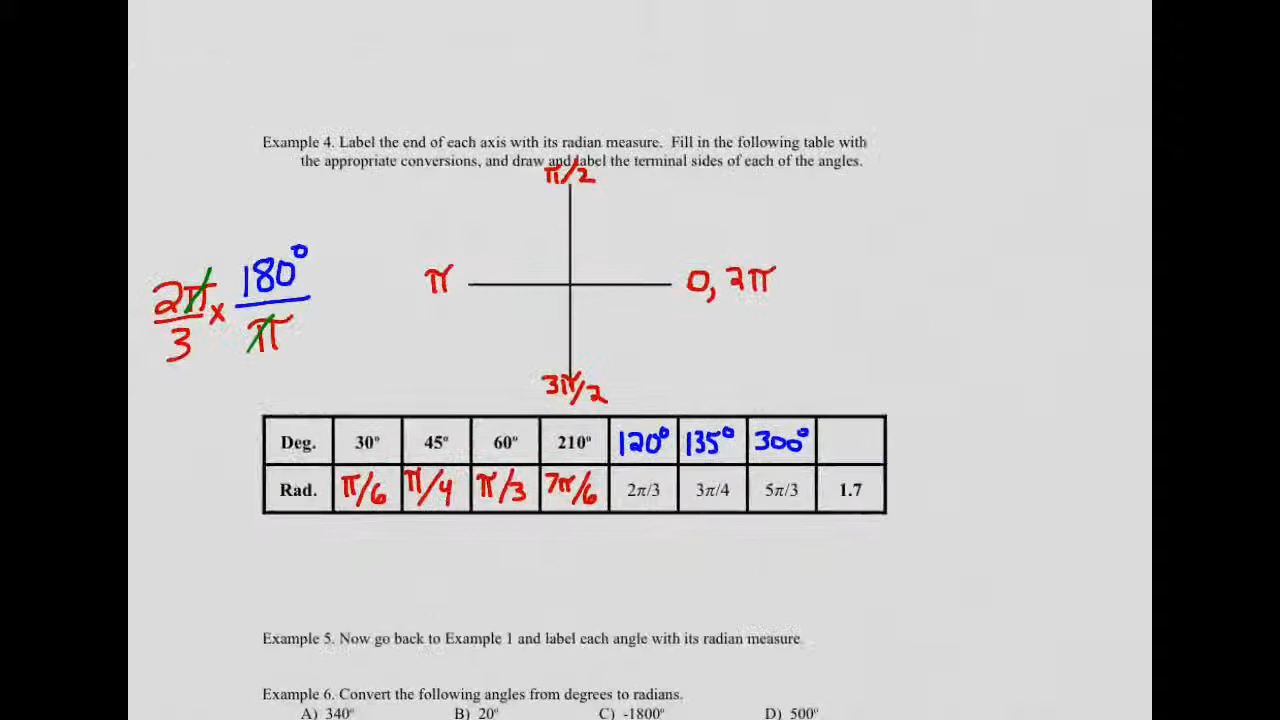 Example 4. Label the end of each axis with its radian measure. Fill in the following table with
the appropriate conversions, and draw and label the terminal sides of each of the angles.
π/2
2π/3 x 180°/π
π
0, 2π
3π/2
Deg. 30° 45° 60° 210° 120° 135° 300°
Rad. π/6 π/4 π/3 7π/6 2π/3 3π/4 5π/3 1.7
Example 5. Now go back to Example 1 and label each angle with its radian measure
Example 6. Convert the following angles from degrees to radians.
A) 340° B) 20° C) -1800° D) 500°